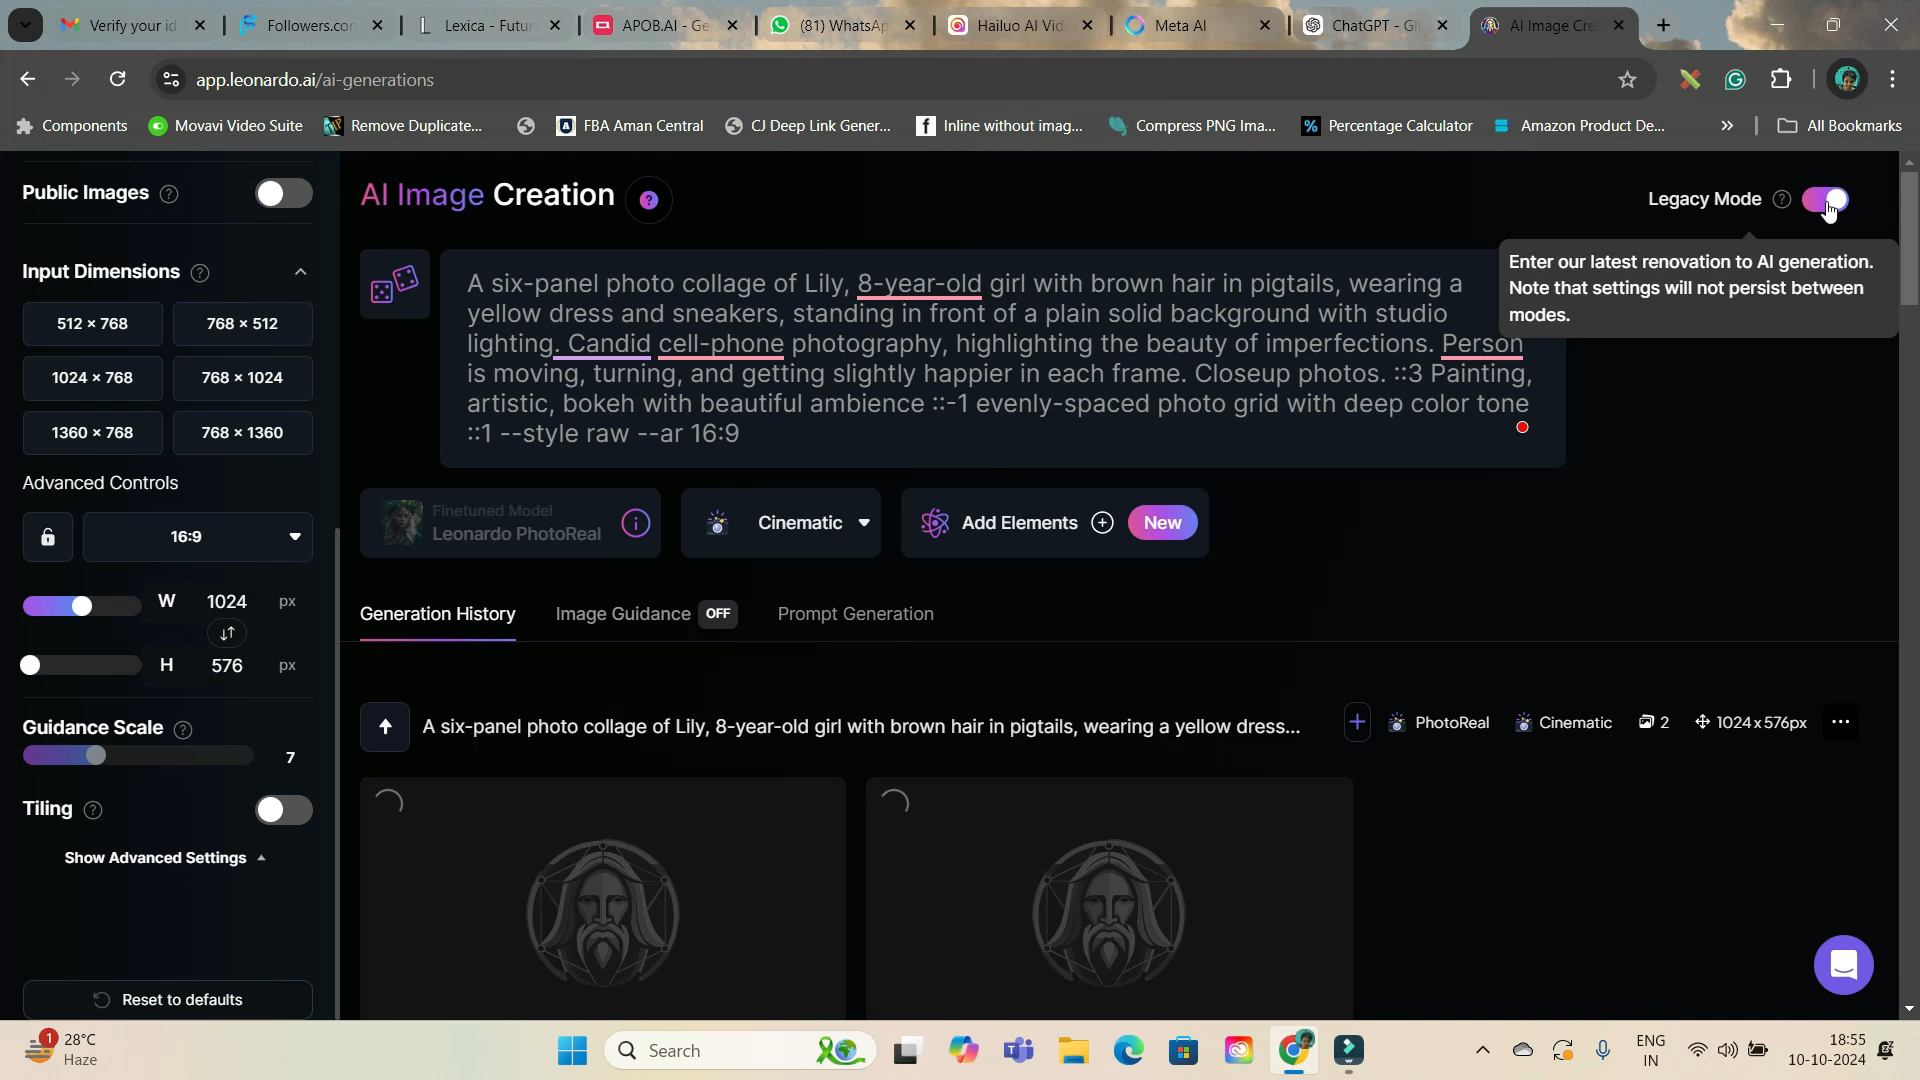 Verify your id
Followers.con
Lexica - Futur
APOB.AI - Ge
(81) WhatsAp
Hailuo AI Vid
Meta AI
ChatGPT - Gl
AI Image Cre
app.leonardo.ai/ai-generations
Components
Movavi Video Suite
Remove Duplicate...
FBA Aman Central
CJ Deep Link Gener...
Inline without imag...
Compress PNG Ima...
Percentage Calculator
Amazon Product De...
All Bookmarks
Public Images
Input Dimensions
512 × 768
768 × 512
1024 × 768
768 × 1024
1360 × 768
768 × 1360
Advanced Controls
16:9
W 1024 px
H 576 px
Guidance Scale
7
Tiling
Show Advanced Settings
Reset to defaults
AI Image Creation
Legacy Mode
Enter our latest renovation to AI generation.
Note that settings will not persist between
modes.
A six-panel photo collage of Lily, 8-year-old girl with brown hair in pigtails, wearing a
yellow dress and sneakers, standing in front of a plain solid background with studio
lighting. Candid cell-phone photography, highlighting the beauty of imperfections. Person
is moving, turning, and getting slightly happier in each frame. Closeup photos. ::3 Painting,
artistic, bokeh with beautiful ambience ::-1 evenly-spaced photo grid with deep color tone
::1 --style raw --ar 16:9
Finetuned Model
Leonardo PhotoReal
Cinematic
Add Elements
New
Generation History
Image Guidance OFF
Prompt Generation
A six-panel photo collage of Lily, 8-year-old girl with brown hair in pigtails, wearing a yellow dress...
PhotoReal
Cinematic
2
1024 x 576px
1
28°C
Haze
Search
ENG
IN
18:55
10-10-2024